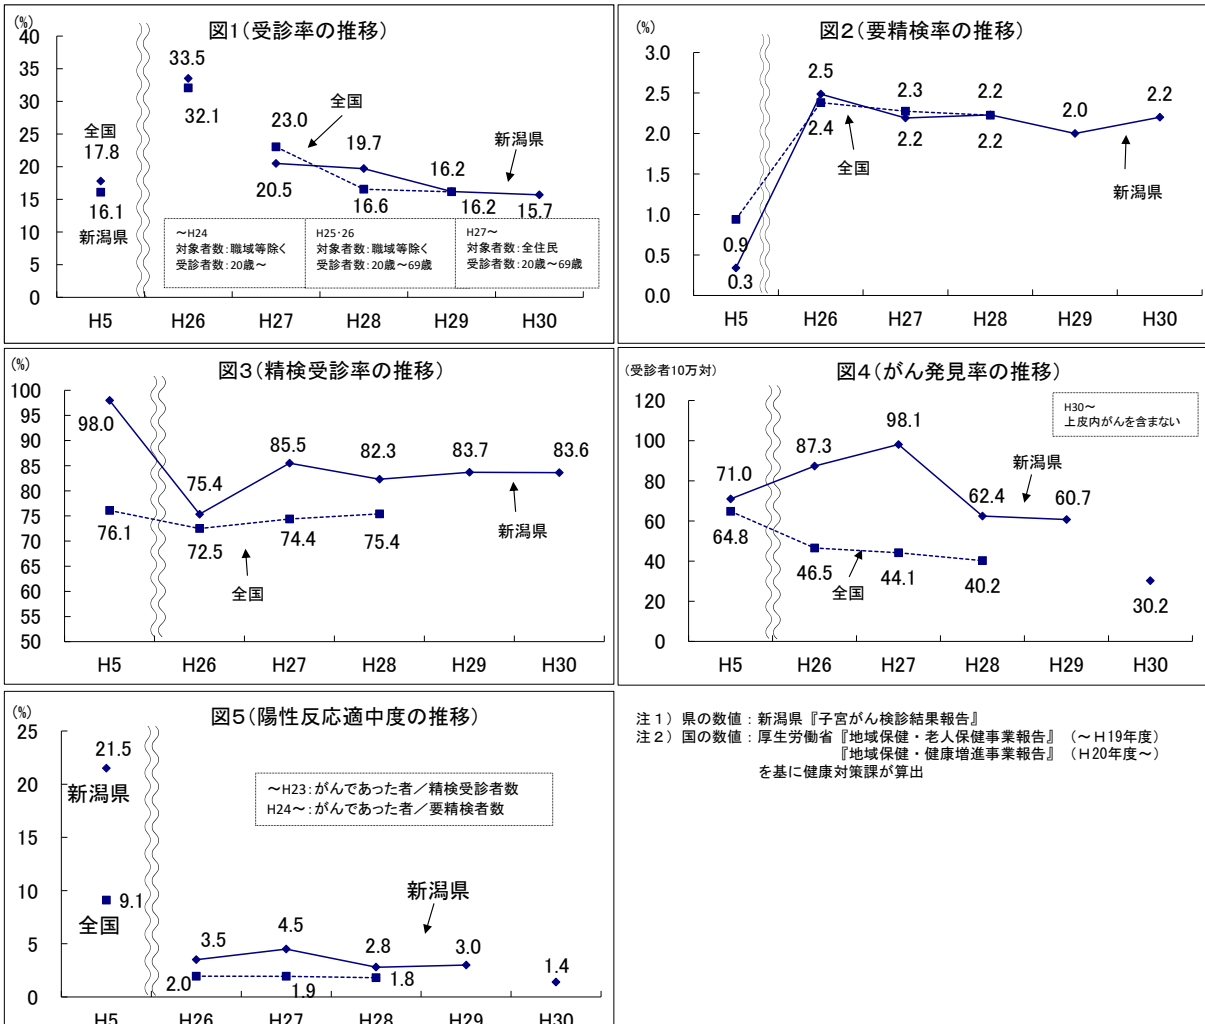 図1(受診率の推移)
(%)
40
35
30
25
20
15
10
5
0
全国
17.8
16.1
新潟県
33.5
32.1
23.0
全国
20.5
19.7
16.6
新潟県
16.2
16.2
15.7
～H24
対象者数:職域等除く
受診者数:20歳～
H25・26
対象者数:職域等除く
受診者数:20歳～69歳
H27～
対象者数:全住民
受診者数:20歳～69歳
H5 H26 H27 H28 H29 H30
図2(要精検率の推移)
(%)
3.0
2.5
2.0
1.0
0.5
0.0
0.9
0.3
2.5
2.4
2.3
2.2
2.2
2.2
2.0
2.2
全国
新潟県
H5 H26 H27 H28 H29 H30
図3(精検受診率の推移)
(%)
100
95
90
85
80
75
70
65
60
55
50
98.0
76.1
75.4
72.5
85.5
74.4
82.3
75.4
83.7
83.6
新潟県
全国
H5 H26 H27 H28 H29 H30
図4(がん発見率の推移)
(受診者10万対)
120
100
80
60
40
20
0
H30～
上皮内がんを含まない
71.0
64.8
87.3
46.5
98.1
44.1
62.4
40.2
60.7
30.2
新潟県
全国
H5 H26 H27 H28 H29 H30
図5(陽性反応適中度の推移)
(%)
25
20
15
10
5
0
21.5
新潟県
9.1
全国
～H23:がんであった者／精検受診者数
H24～:がんであった者／要精検者数
新潟県
3.5
2.0
4.5
1.9
2.8
1.8
3.0
1.4
H5 H26 H27 H28 H29 H30
注1) 県の数値:新潟県『子宮がん検診結果報告』
注2) 国の数値:厚生労働省『地域保健・老人保健事業報告』(～H19年度)
『地域保健・健康増進事業報告』(H20年度～)
を基に健康対策課が算出